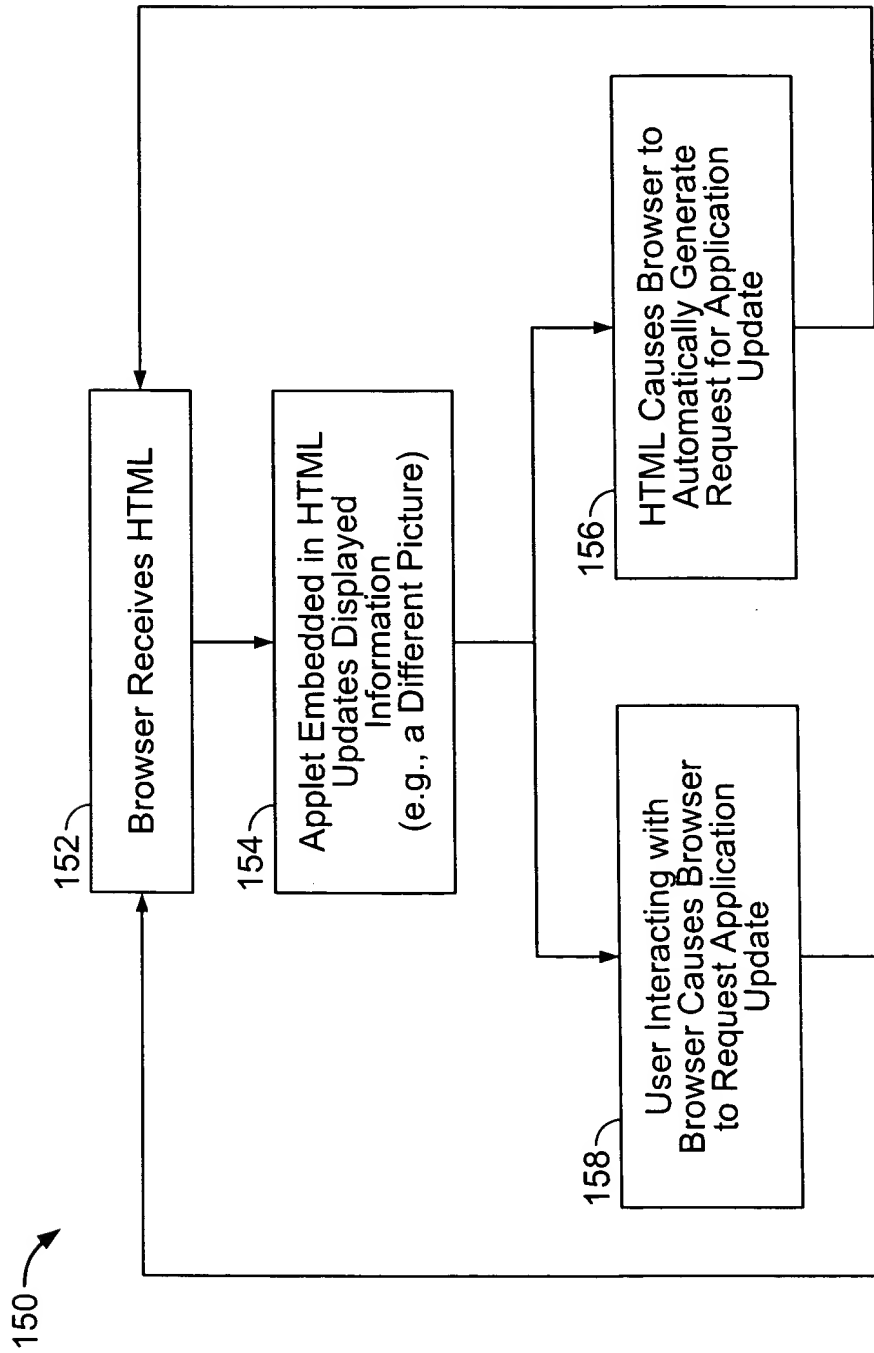 150
152
Browser Receives HTML
154
Applet Embedded in HTML
Updates Displayed
Information
(e.g., a Different Picture)
158
User Interacting with
Browser Causes Browser
to Request Application
Update
156
HTML Causes Browser to
Automatically Generate
Request for Application
Update